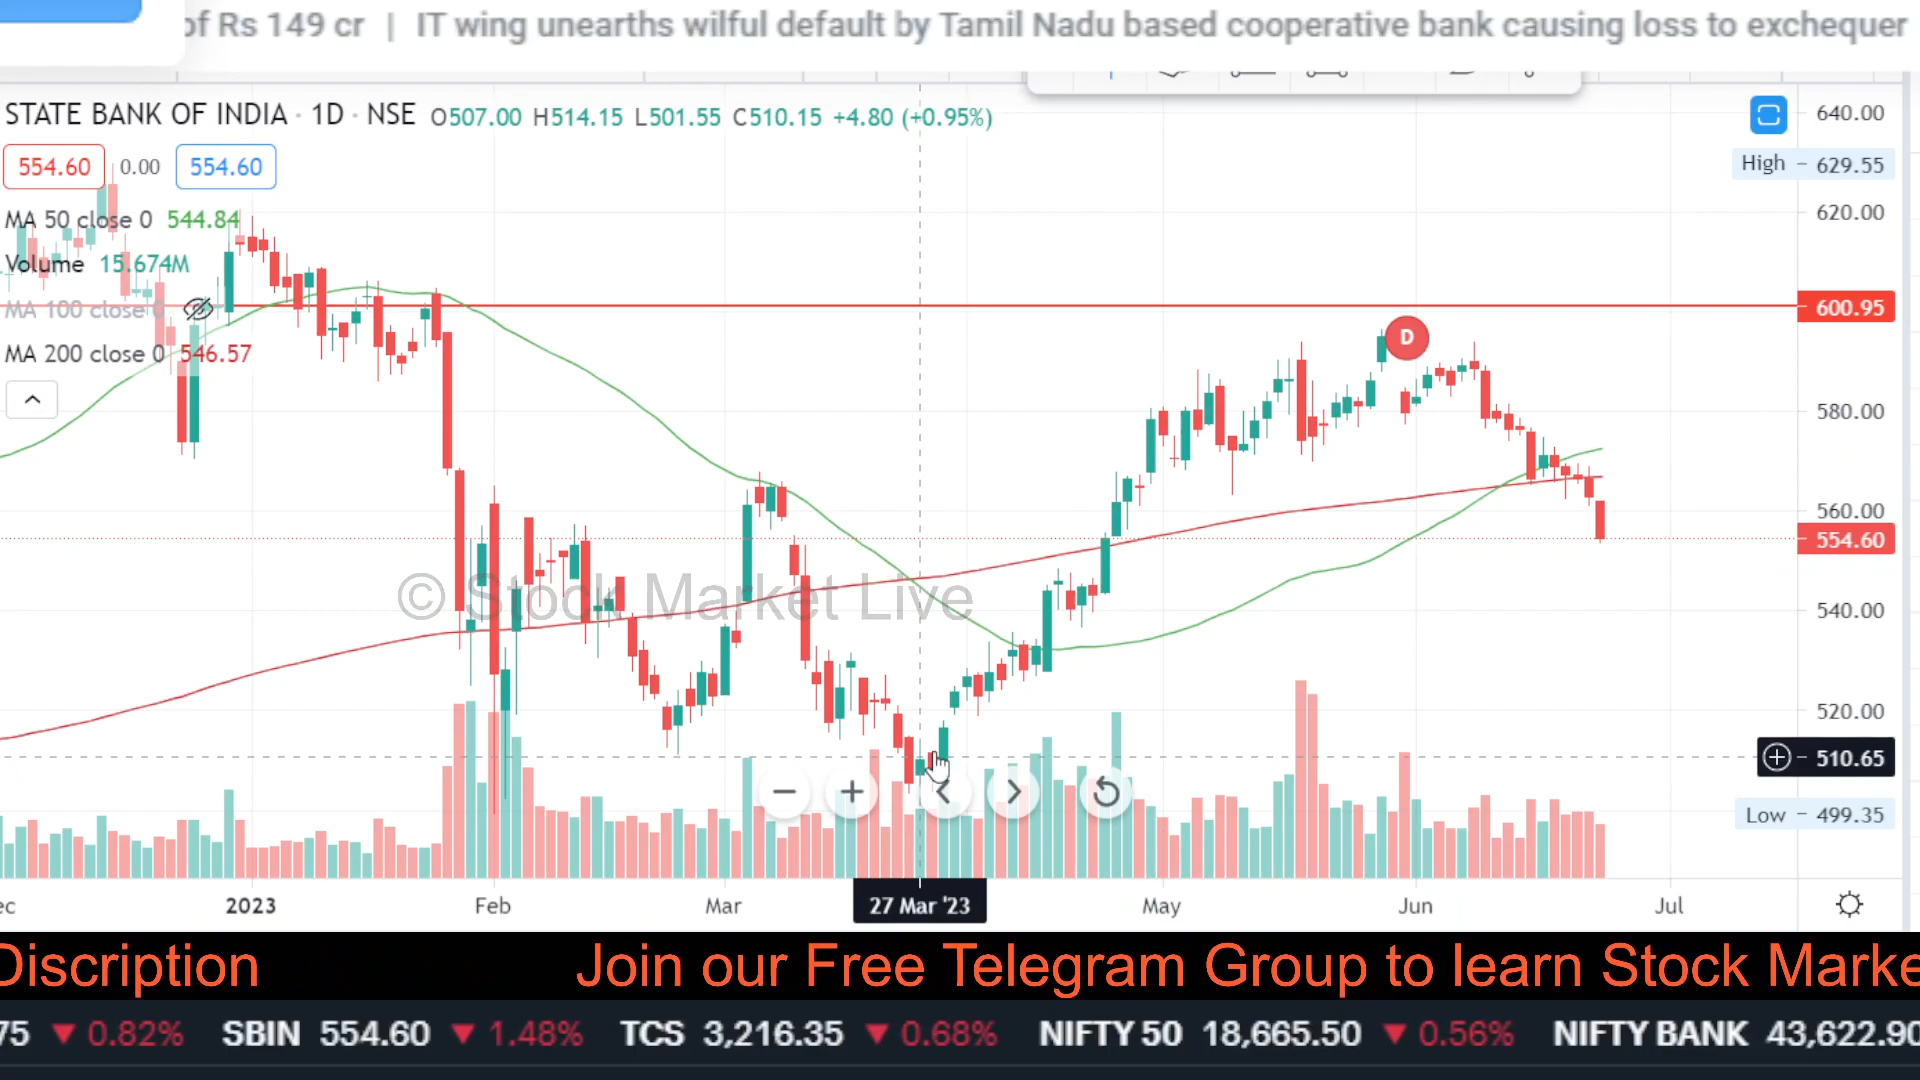 of Rs 149 cr | IT wing unearths wilful default by Tamil Nadu based cooperative bank causing loss to exchequer
STATE BANK OF INDIA · 1D · NSE O507.00 H514.15 L501.55 C510.15 +4.80 (+0.95%)
554.60 0.00 554.60
MA 50 close 0 544.84
Volume 15.674M
MA 100 close 0
MA 200 close 0 546.57
640.00
High - 629.55
620.00
600.95
D
580.00
560.00
554.60
© Stock Market Live
540.00
520.00
510.65
Low - 499.35
ec 2023 Feb Mar 27 Mar '23 May Jun Jul
Discription Join our Free Telegram Group to learn Stock Marke
75 ▼ 0.82% SBIN 554.60 ▼ 1.48% TCS 3,216.35 ▼ 0.68% NIFTY 50 18,665.50 ▼ 0.56% NIFTY BANK 43,622.90